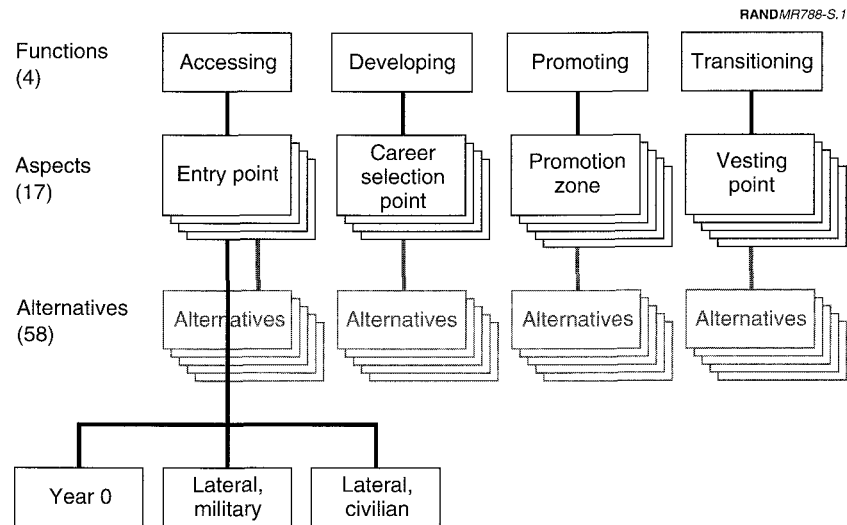 RANDMR788-S.1
Functions
(4)
Accessing
Developing
Promoting
Transitioning
Aspects
(17)
Entry point
Career
selection
point
Promotion
zone
Vesting
point
Alternatives
(58)
Alternatives
Alternatives
Alternatives
Alternatives
Year 0
Lateral,
military
Lateral,
civilian